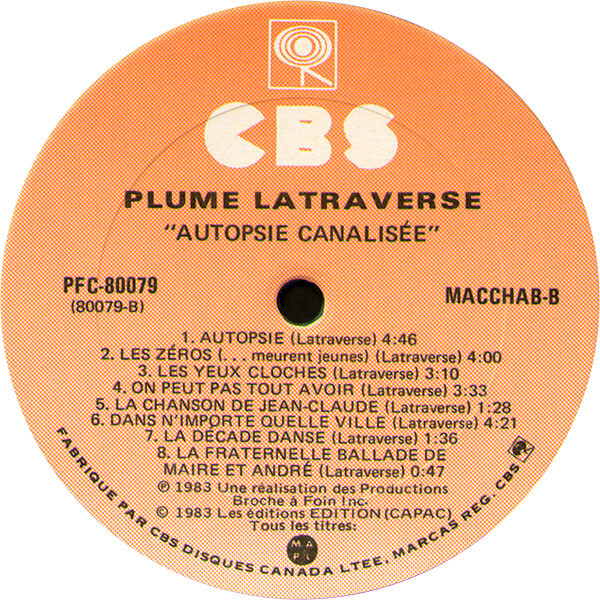 CBS
PLUME LATRAVERSE
"AUTOPSIE CANALISÉE"
PFC-80079
(80079-B)
MACCHAB-B
1. AUTOPSIE (Latraverse) 4:46
2. LES ZÉROS (... meurent jeunes) (Latraverse) 4:00
3. LES YEUX CLOCHES (Latraverse) 3:10
4. ON PEUT PAS TOUT AVOIR (Latraverse) 3:33
5. LA CHANSON DE JEAN-CLAUDE (Latraverse) 1:28
6. DANS N'IMPORTE QUELLE VILLE (Latraverse) 4:21
7. LA DÉCADE DANSE (Latraverse) 1:36
8. LA FRATERNELLE BALLADE DE
MAIRE ET ANDRÉ (Latraverse) 0:47
℗ 1983 Une réalisation des Productions
Broche à Foin Inc.
© 1983 Les éditions EDITION (CAPAC)
Tous les titres:
M A P L
FABRIQUE PAR CBS DISQUES CANADA LTEE, MARCAS REG. CBS